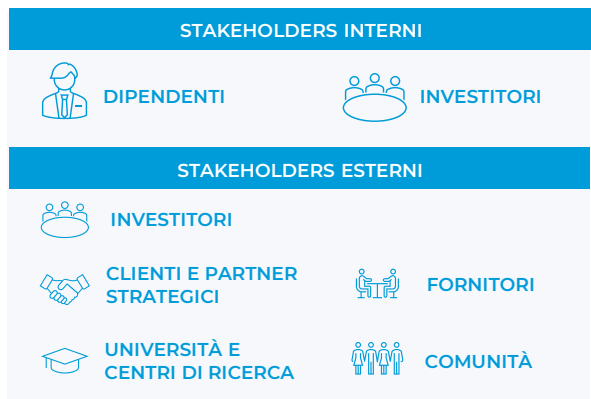 STAKEHOLDERS INTERNI
DIPENDENTI
INVESTITORI
STAKEHOLDERS ESTERNI
INVESTITORI
CLIENTI E PARTNER
STRATEGICI
FORNITORI
UNIVERSITÀ E
CENTRI DI RICERCA
COMUNITÀ